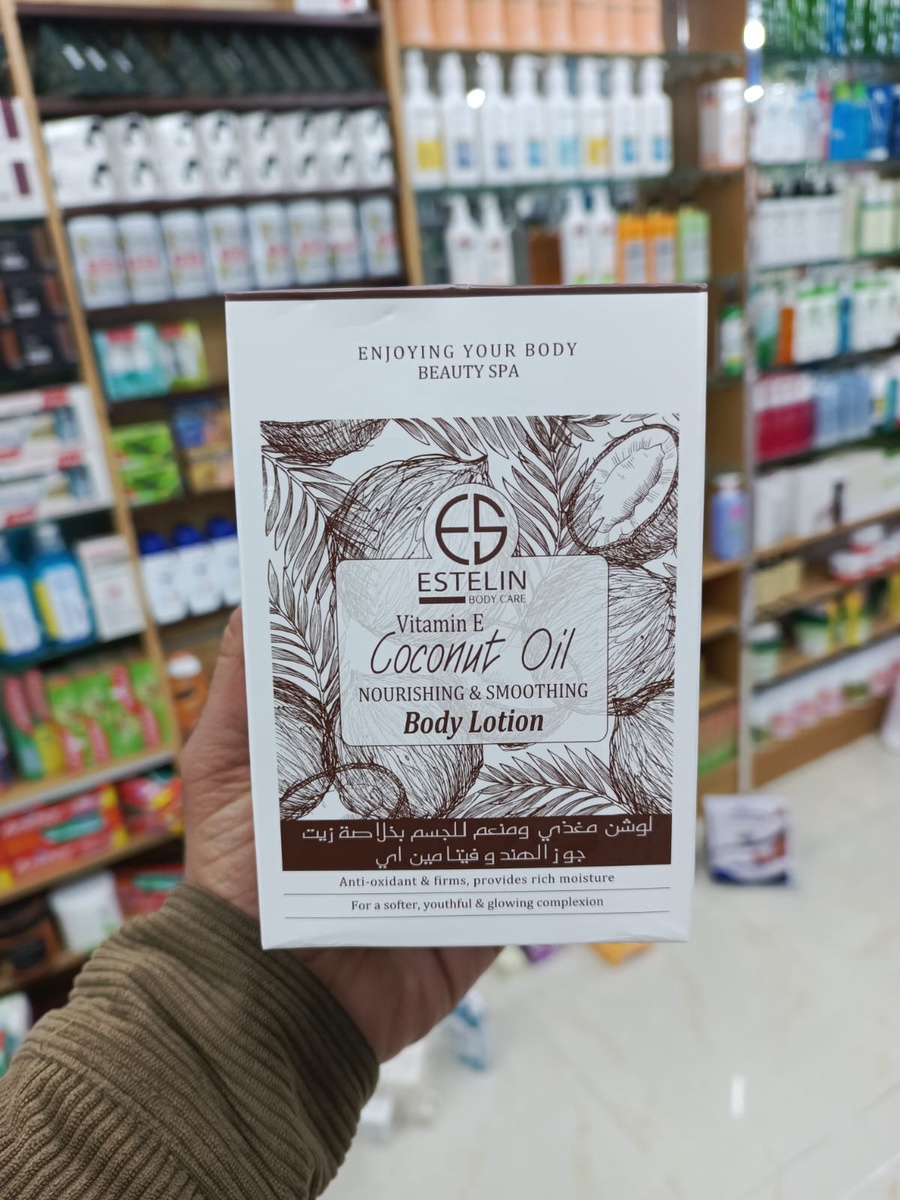 ENJOYING YOUR BODY
BEAUTY SPA
ES
ESTELIN
BODY CARE
Vitamin E
Coconut Oil
NOURISHING & SMOOTHING
Body Lotion
لوشن مغذي ومنعم للجسم بخلاصة زيت
جوز الهند و فيتامين اي
Anti-oxidant & firms, provides rich moisture
For a softer, youthful & glowing complexion